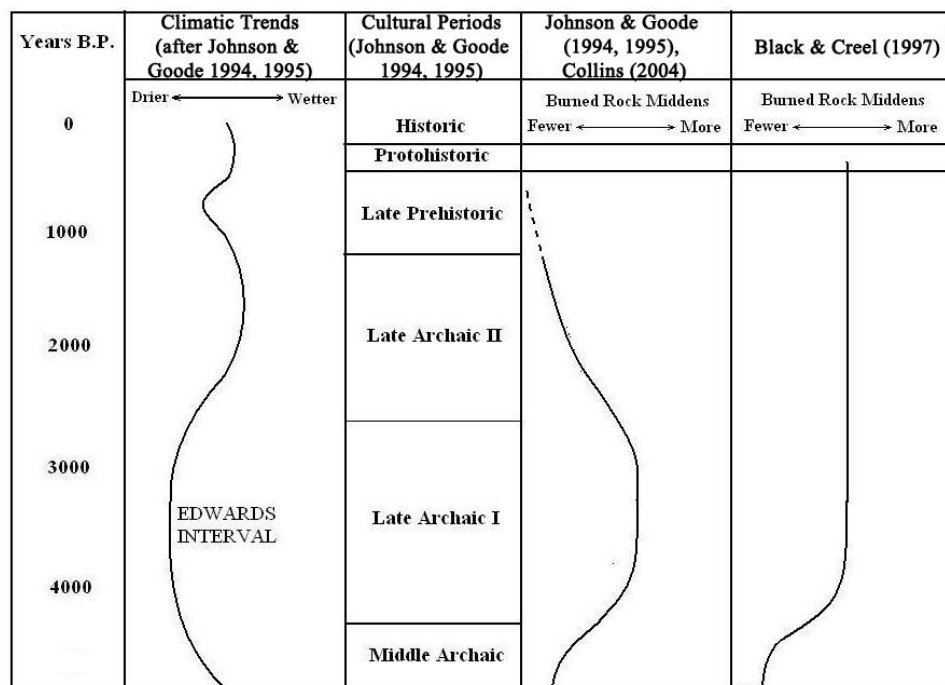 Years B.P.
Climatic Trends
(after Johnson &
Goode 1994, 1995)
Cultural Periods
(Johnson & Goode
1994, 1995)
Johnson & Goode
(1994, 1995),
Collins (2004)
Black & Creel (1997)
Drier Wetter
Burned Rock Middens
Fewer More
Burned Rock Middens
Fewer More
0
1000
2000
3000
4000
EDWARDS
INTERVAL
Historic
Protohistoric
Late Prehistoric
Late Archaic II
Late Archaic I
Middle Archaic